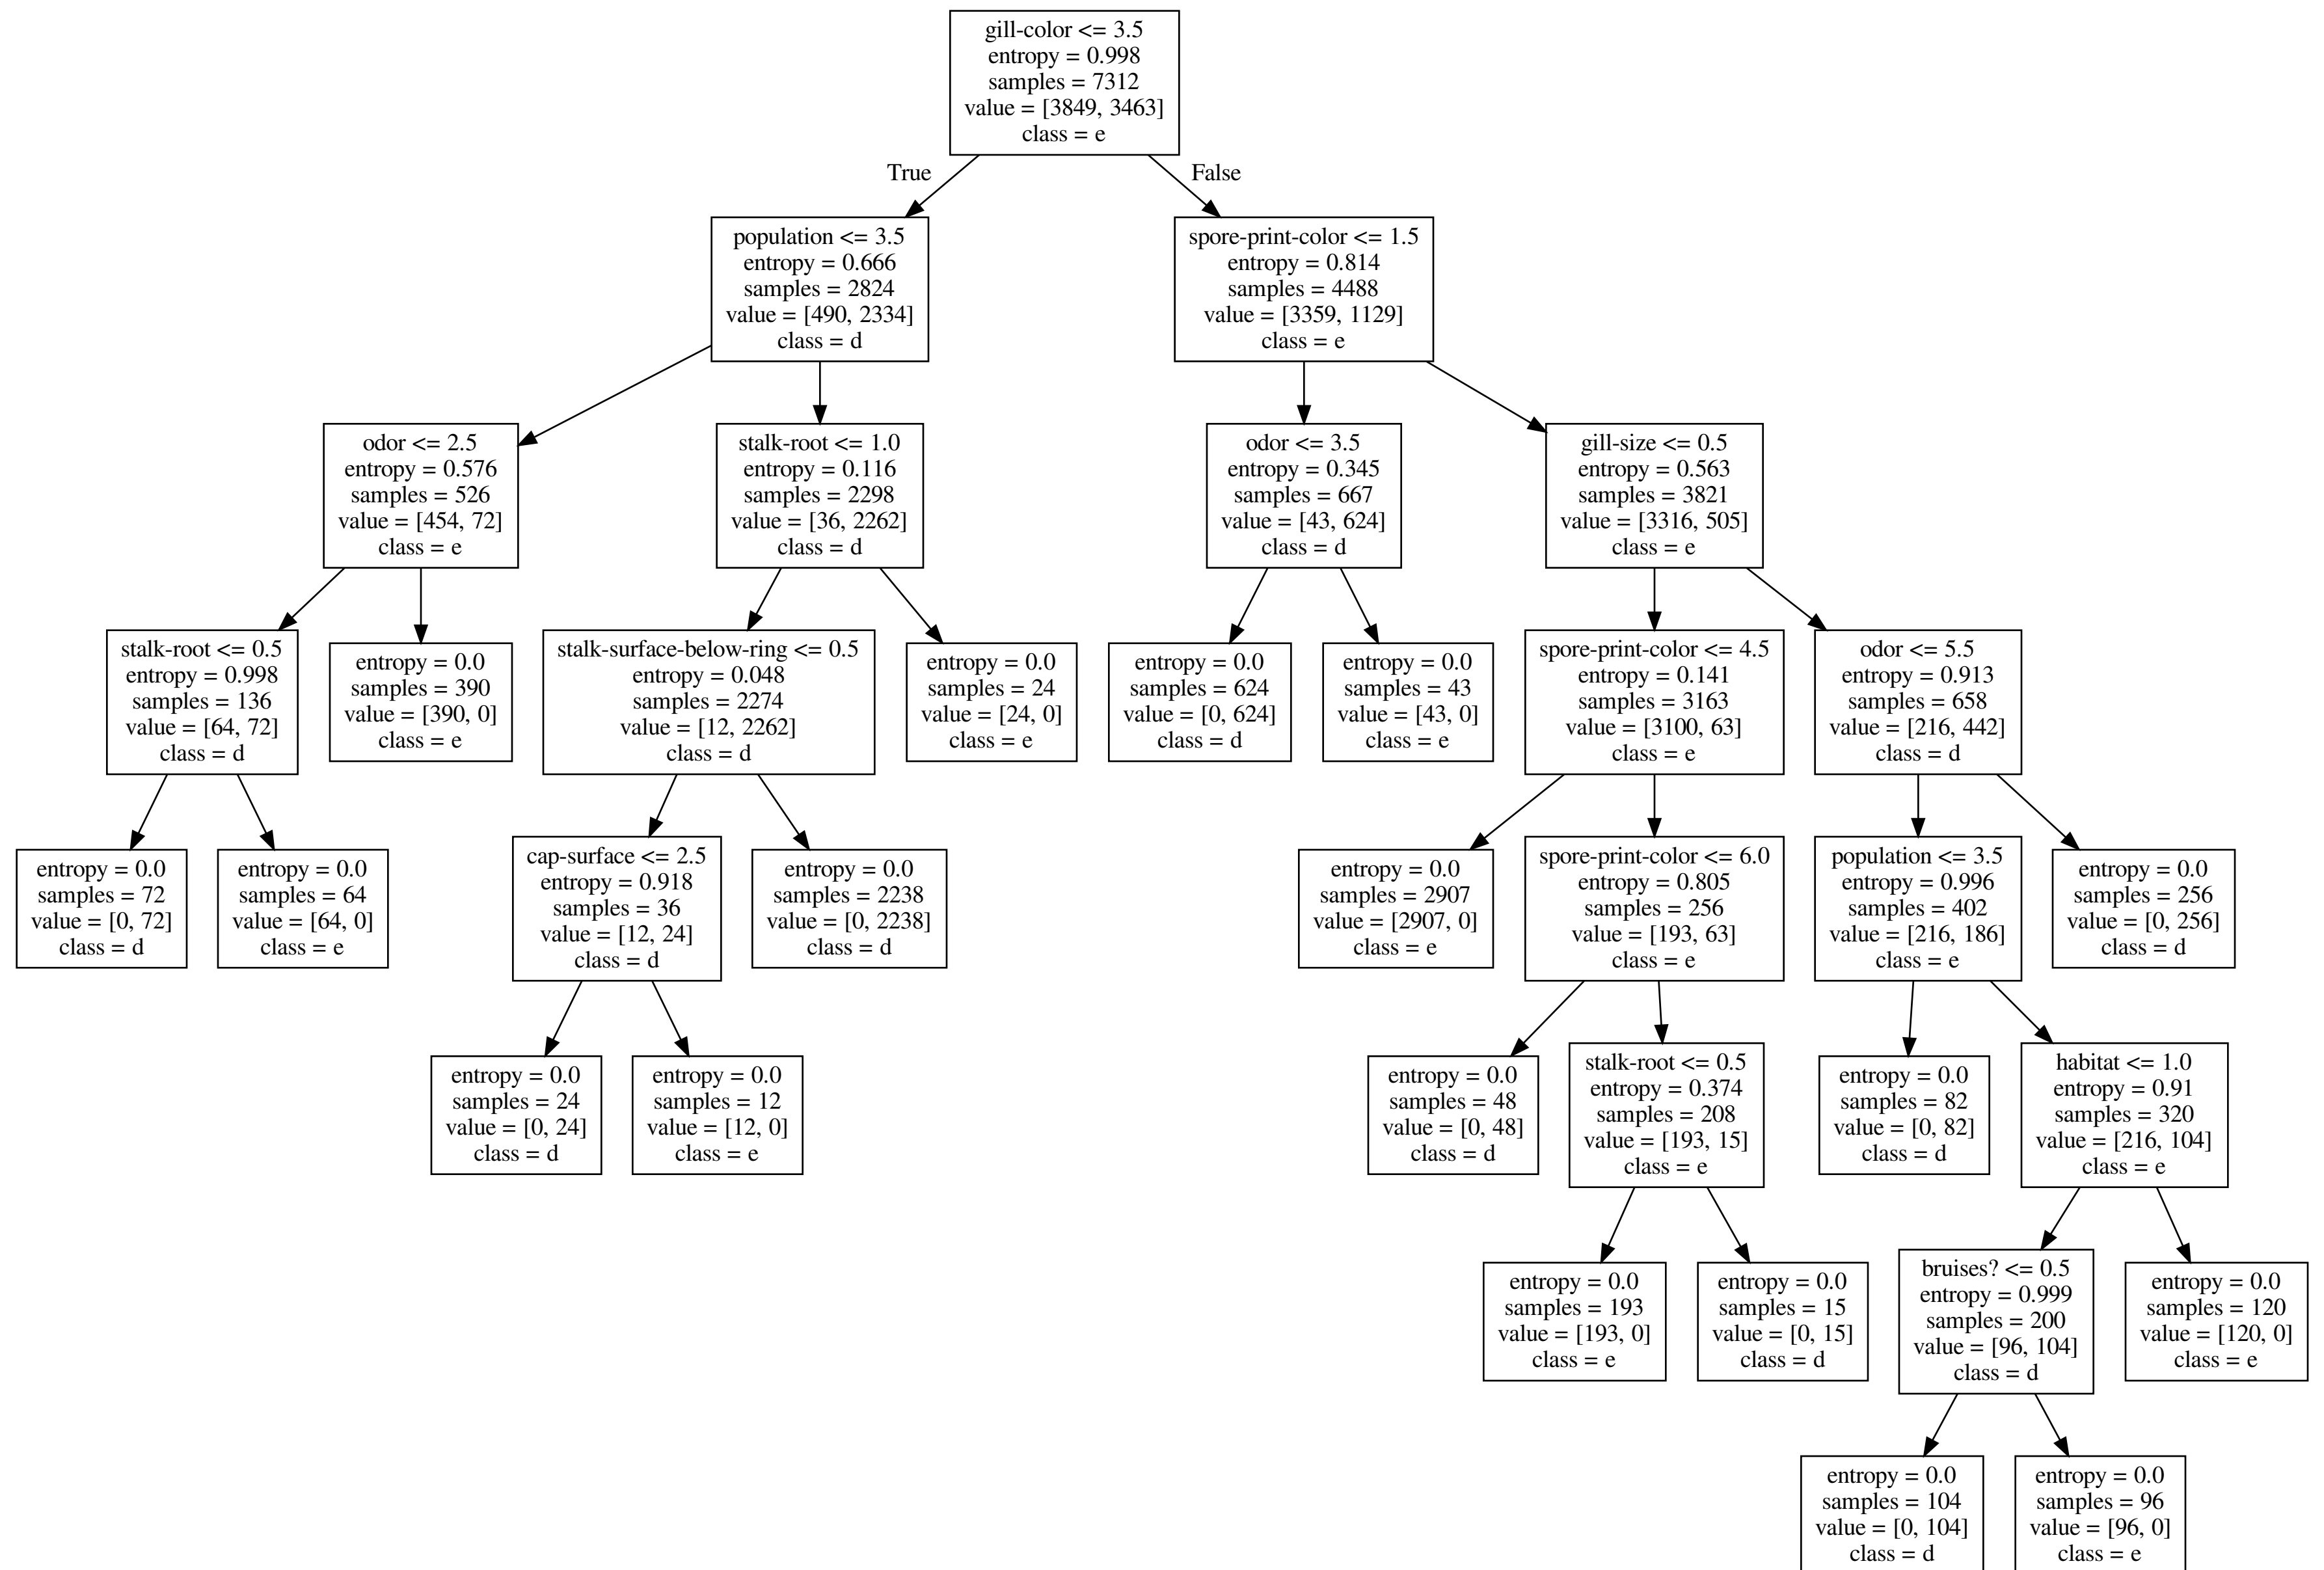 gill-color <= 3.5
entropy = 0.998
samples = 7312
value = [3849, 3463]
class = e
True
False
population <= 3.5
entropy = 0.666
samples = 2824
value = [490, 2334]
class = d
spore-print-color <= 1.5
entropy = 0.814
samples = 4488
value = [3359, 1129]
class = e
odor <= 2.5
entropy = 0.576
samples = 526
value = [454, 72]
class = e
stalk-root <= 1.0
entropy = 0.116
samples = 2298
value = [36, 2262]
class = d
odor <= 3.5
entropy = 0.345
samples = 667
value = [43, 624]
class = d
gill-size <= 0.5
entropy = 0.563
samples = 3821
value = [3316, 505]
class = e
stalk-root <= 0.5
entropy = 0.998
samples = 136
value = [64, 72]
class = d
entropy = 0.0
samples = 390
value = [390, 0]
class = e
stalk-surface-below-ring <= 0.5
entropy = 0.048
samples = 2274
value = [12, 2262]
class = d
entropy = 0.0
samples = 24
value = [24, 0]
class = e
entropy = 0.0
samples = 624
value = [0, 624]
class = d
entropy = 0.0
samples = 43
value = [43, 0]
class = e
spore-print-color <= 4.5
entropy = 0.141
samples = 3163
value = [3100, 63]
class = e
odor <= 5.5
entropy = 0.913
samples = 658
value = [216, 442]
class = d
entropy = 0.0
samples = 72
value = [0, 72]
class = d
entropy = 0.0
samples = 64
value = [64, 0]
class = e
cap-surface <= 2.5
entropy = 0.918
samples = 36
value = [12, 24]
class = d
entropy = 0.0
samples = 2238
value = [0, 2238]
class = d
entropy = 0.0
samples = 2907
value = [2907, 0]
class = e
spore-print-color <= 6.0
entropy = 0.805
samples = 256
value = [193, 63]
class = e
population <= 3.5
entropy = 0.996
samples = 402
value = [216, 186]
class = e
entropy = 0.0
samples = 256
value = [0, 256]
class = d
entropy = 0.0
samples = 24
value = [0, 24]
class = d
entropy = 0.0
samples = 12
value = [12, 0]
class = e
entropy = 0.0
samples = 48
value = [0, 48]
class = d
stalk-root <= 0.5
entropy = 0.374
samples = 208
value = [193, 15]
class = e
entropy = 0.0
samples = 82
value = [0, 82]
class = d
habitat <= 1.0
entropy = 0.91
samples = 320
value = [216, 104]
class = e
entropy = 0.0
samples = 193
value = [193, 0]
class = e
entropy = 0.0
samples = 15
value = [0, 15]
class = d
bruises? <= 0.5
entropy = 0.999
samples = 200
value = [96, 104]
class = d
entropy = 0.0
samples = 120
value = [120, 0]
class = e
entropy = 0.0
samples = 104
value = [0, 104]
class = d
entropy = 0.0
samples = 96
value = [96, 0]
class = e